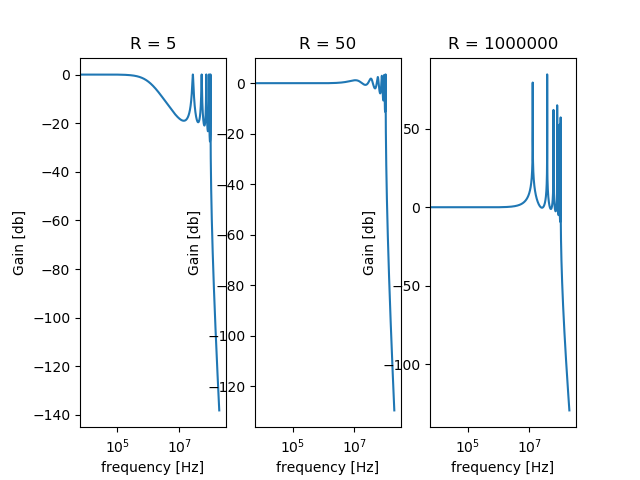 R = 5
Gain [db]
0
−20
−40
−60
−80
−100
−120
−140
10^5
10^7
frequency [Hz]
R = 50
Gain [db]
0
−20
−40
−60
−80
−100
−120
10^5
10^7
frequency [Hz]
R = 1000000
Gain [db]
50
0
−50
−100
10^5
10^7
frequency [Hz]